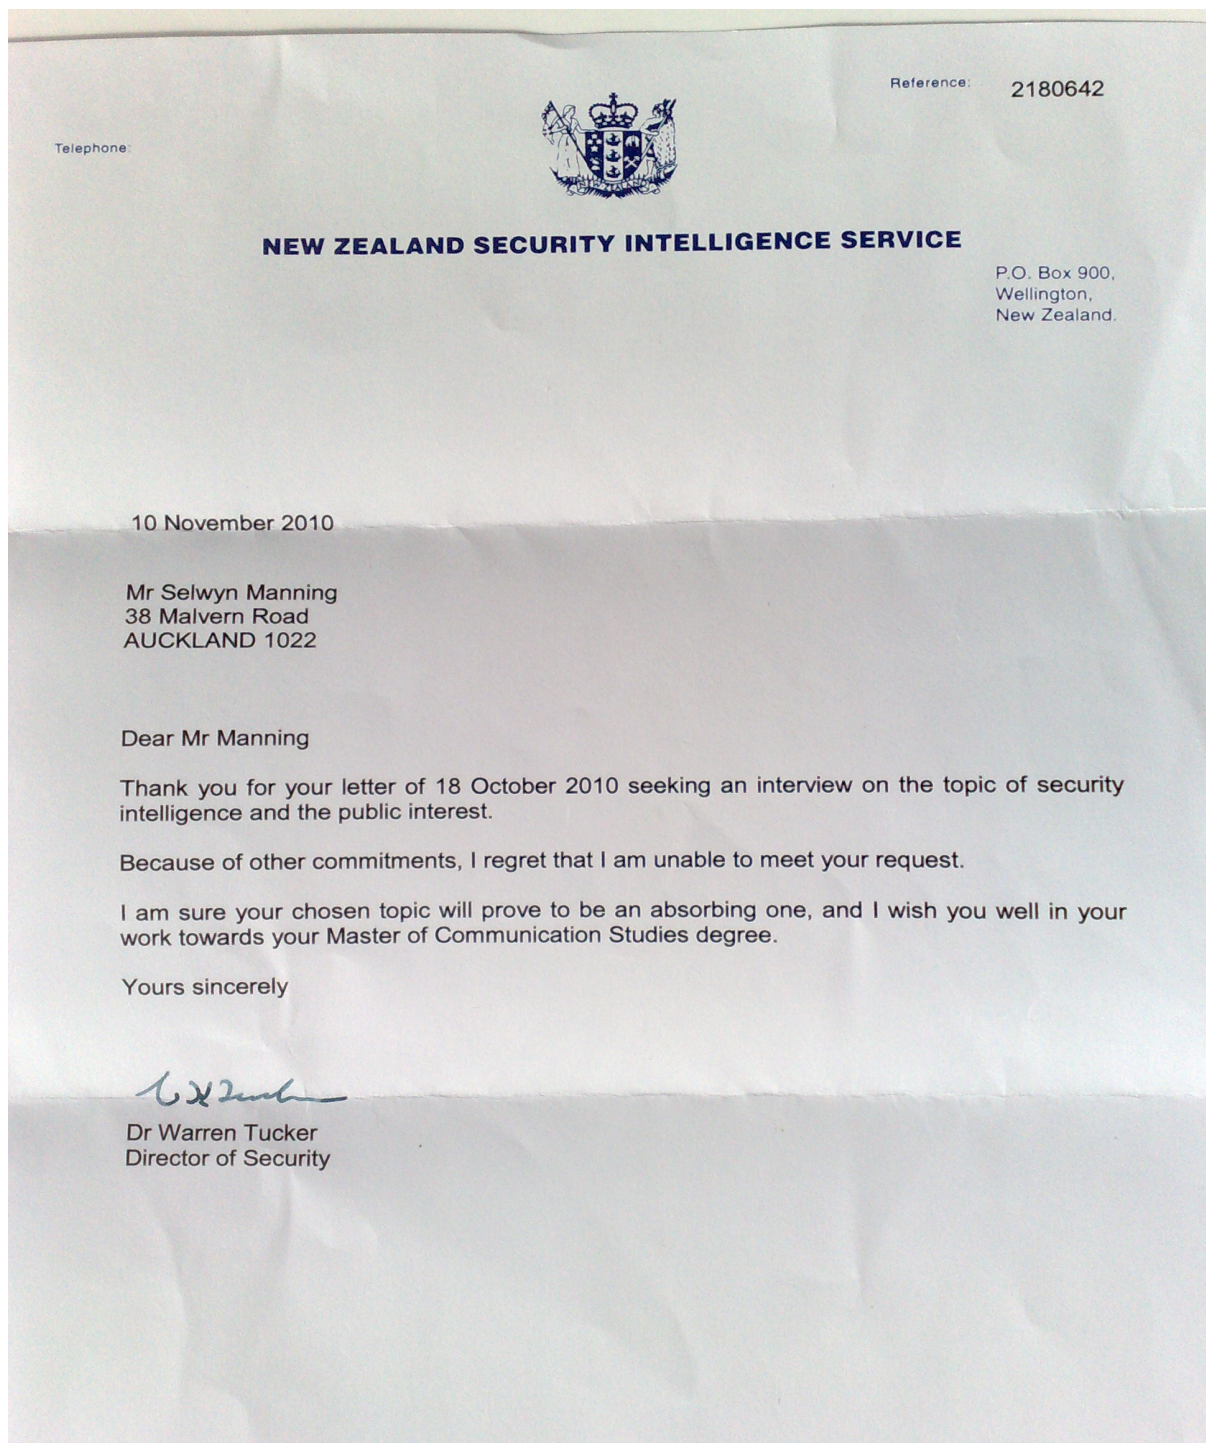 Reference: 2180642
Telephone:
NEW ZEALAND
NEW ZEALAND SECURITY INTELLIGENCE SERVICE
P.O. Box 900,
Wellington,
New Zealand.
10 November 2010
Mr Selwyn Manning
38 Malvern Road
AUCKLAND 1022
Dear Mr Manning
Thank you for your letter of 18 October 2010 seeking an interview on the topic of security
intelligence and the public interest.
Because of other commitments, I regret that I am unable to meet your request.
I am sure your chosen topic will prove to be an absorbing one, and I wish you well in your
work towards your Master of Communication Studies degree.
Yours sincerely
Dr Warren Tucker
Director of Security